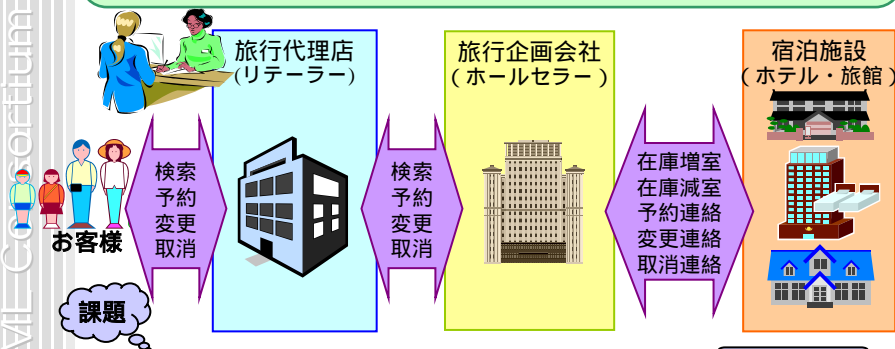 旅行代理店
(リテーラー)
旅行企画会社
(ホールセラー)
宿泊施設
(ホテル・旅館)
検索
予約
変更
取消
検索
予約
変更
取消
在庫増室
在庫減室
予約連絡
変更連絡
取消連絡
お客様
課題
Consortium